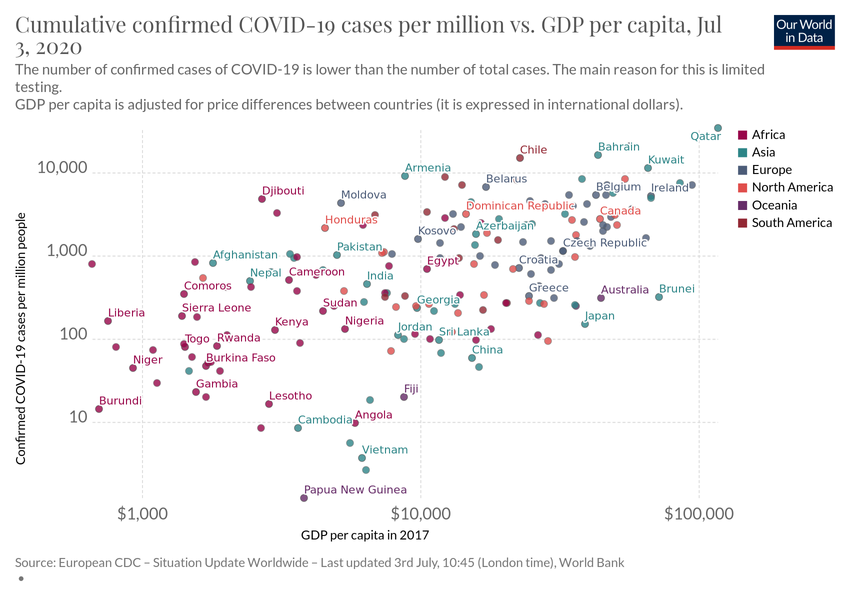 Cumulative confirmed COVID-19 cases per million vs. GDP per capita, Jul
3, 2020
Our World
in Data
The number of confirmed cases of COVID-19 is lower than the number of total cases. The main reason for this is limited
testing.
GDP per capita is adjusted for price differences between countries (it is expressed in international dollars).
Qatar
Africa
Chile
Bahrain
Asia
Kuwait
10,000
Armenia
Europe
Belarus
Belgium
Ireland
North America
Djibouti
Moldova
Oceania
Dominican Republic
Canada
Honduras
South America
Azerbaijan
Kosovo
Czech Republic
1,000
Afghanistan
Pakistan
Egypt
Croatia
Nepal
Cameroon
India
Comoros
Greece
Australia
Brunei
Sierra Leone
Sudan
Georgia
Liberia
Kenya
Nigeria
Japan
100
Togo
Rwanda
Jordan
Sri Lanka
Niger
Burkina Faso
China
Gambia
Burundi
Lesotho
Fiji
10
Cambodia
Angola
Vietnam
Papua New Guinea
Confirmed COVID-19 cases per million people
$1,000
$10,000
$100,000
GDP per capita in 2017
Source: European CDC – Situation Update Worldwide – Last updated 3rd July, 10:45 (London time), World Bank
•